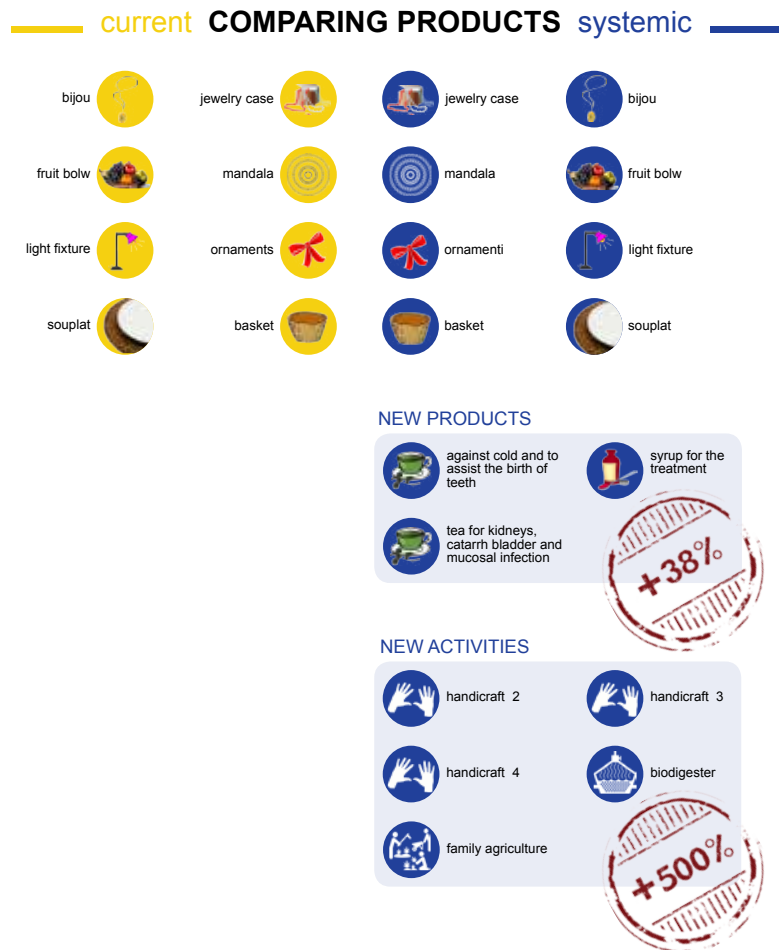 current COMPARING PRODUCTS systemic
bijou jewelry case jewelry case bijou
fruit bolw mandala mandala fruit bolw
light fixture ornaments ornamenti light fixture
souplat basket basket souplat
NEW PRODUCTS
against cold and to
assist the birth of
teeth
syrup for the
treatment
tea for kidneys,
catarrh bladder and
mucosal infection
+38%
NEW ACTIVITIES
handicraft 2 handicraft 3
handicraft 4 biodigester
family agriculture
+500%